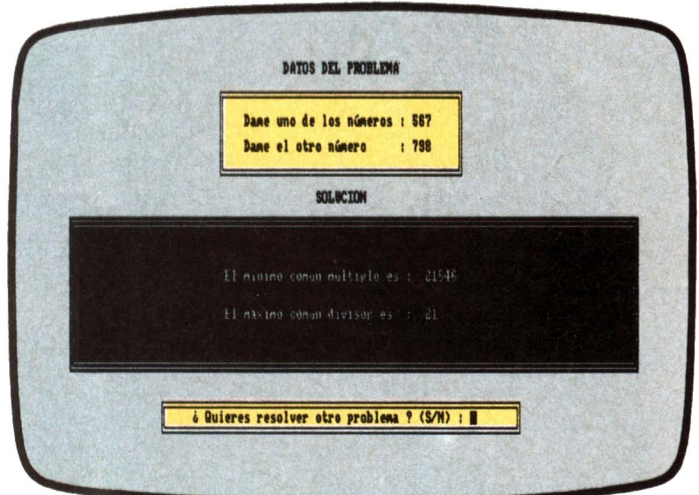 DATOS DEL PROBLEMA
Dame uno de los números : 567
Dame el otro número : 798
SOLUCION
El mínimo común múltiplo es : 21546
El máximo común divisor es : 21
¿ Quieres resolver otro problema ? (S/N) :